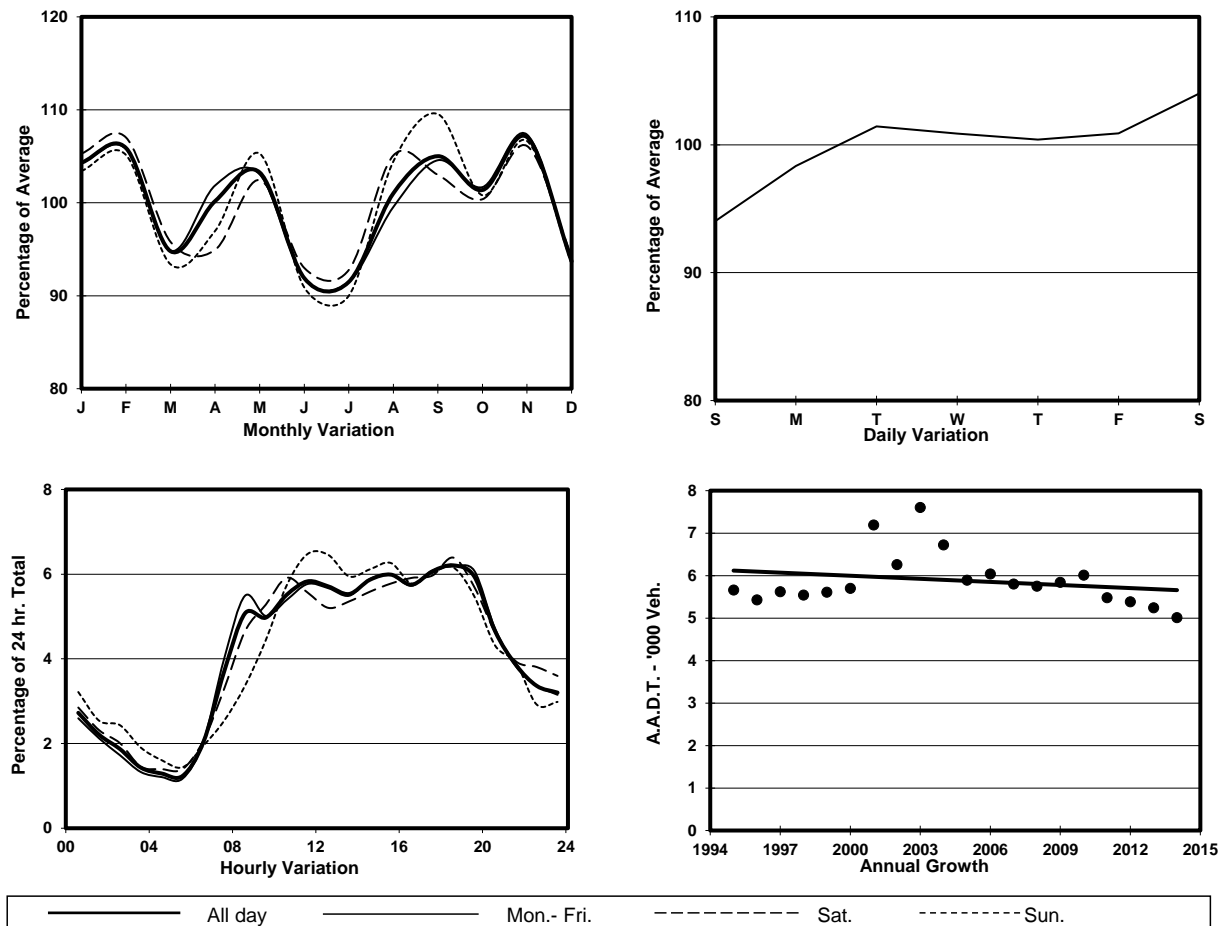 120
110
100
90
80
Percentage of Average
J F M A M J J A S O N D
Monthly Variation
110
100
90
80
Percentage of Average
S M T W T F S
Daily Variation
8
6
4
2
0
Percentage of 24 hr. Total
00 04 08 12 16 20 24
Hourly Variation
8
7
6
5
4
3
2
1
0
A.A.D.T. - '000 Veh.
1994 1997 2000 2003 2006 2009 2012 2015
Annual Growth
All day Mon.- Fri. Sat. Sun.